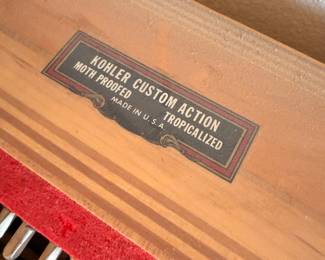 KOHLER CUSTOM ACTION
MOTH PROOFED TROPICALIZED
MADE IN U.S.A.